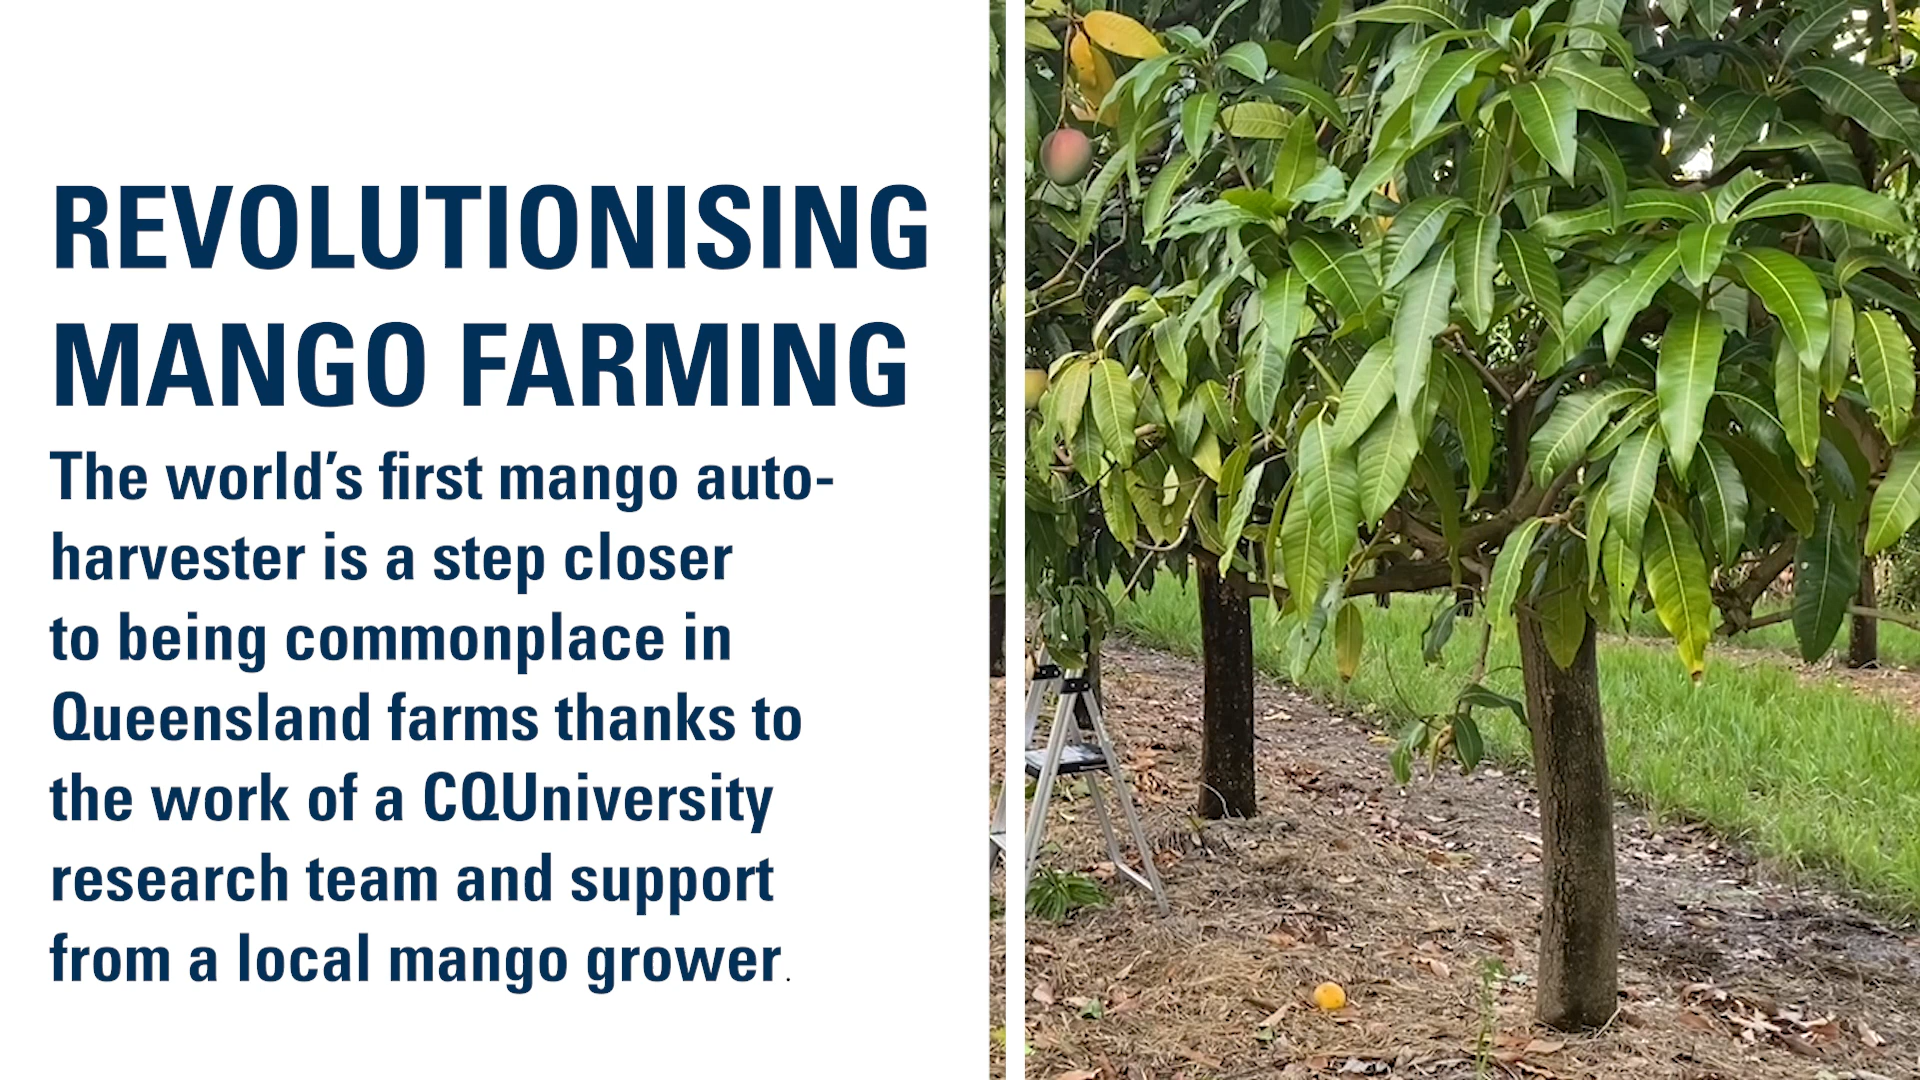 REVOLUTIONISING
MANGO FARMING
The world’s first mango auto-
harvester is a step closer
to being commonplace in
Queensland farms thanks to
the work of a CQUniversity
research team and support
from a local mango grower.